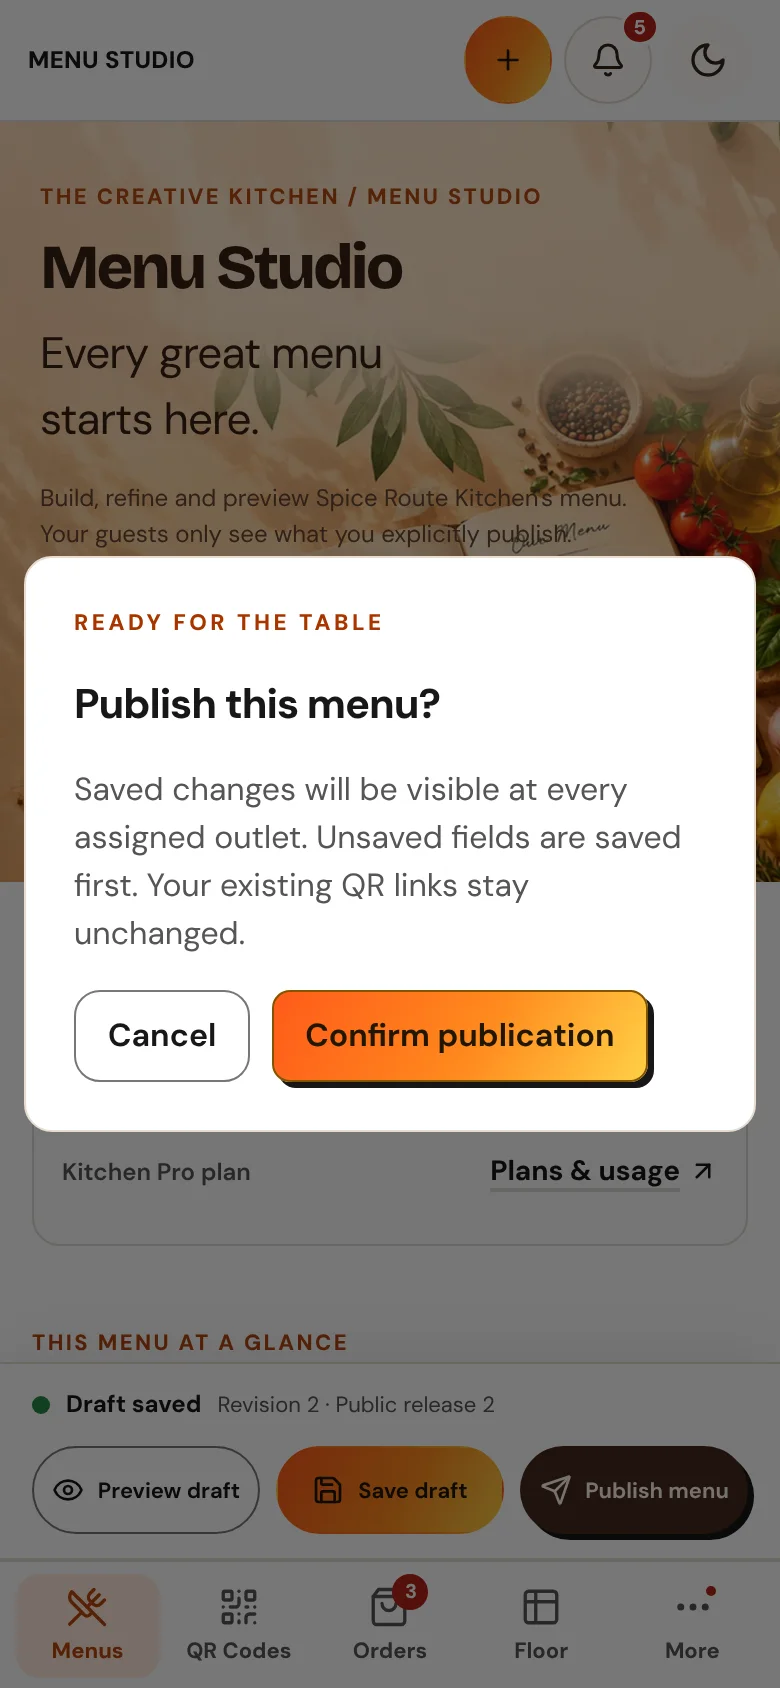 MENU STUDIO
5
THE CREATIVE KITCHEN / MENU STUDIO
Menu Studio
Every great menu
starts here.
Build, refine and preview Spice Route Kitchen's menu.
Your guests only see what you explicitly publish.
Our Menu
READY FOR THE TABLE
Publish this menu?
Saved changes will be visible at every
assigned outlet. Unsaved fields are saved
first. Your existing QR links stay
unchanged.
Cancel
Confirm publication
Kitchen Pro plan
Plans & usage
THIS MENU AT A GLANCE
Draft saved Revision 2 · Public release 2
Preview draft
Save draft
Publish menu
3
Menus
QR Codes
Orders
Floor
More